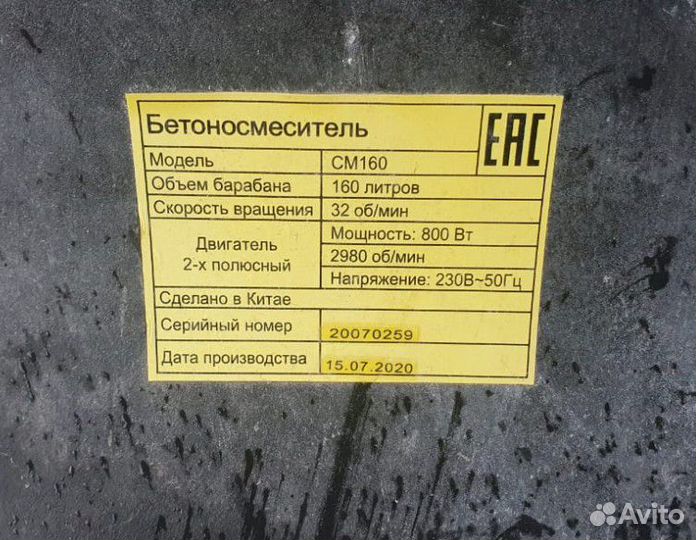 Бетоносмеситель
EAC
Модель СМ160
Объем барабана 160 литров
Скорость вращения 32 об/мин
Двигатель
2-х полюсный
Мощность: 800 Вт
2980 об/мин
Напряжение: 230В~50Гц
Сделано в Китае
Серийный номер 20070259
Дата производства 15.07.2020
Avito